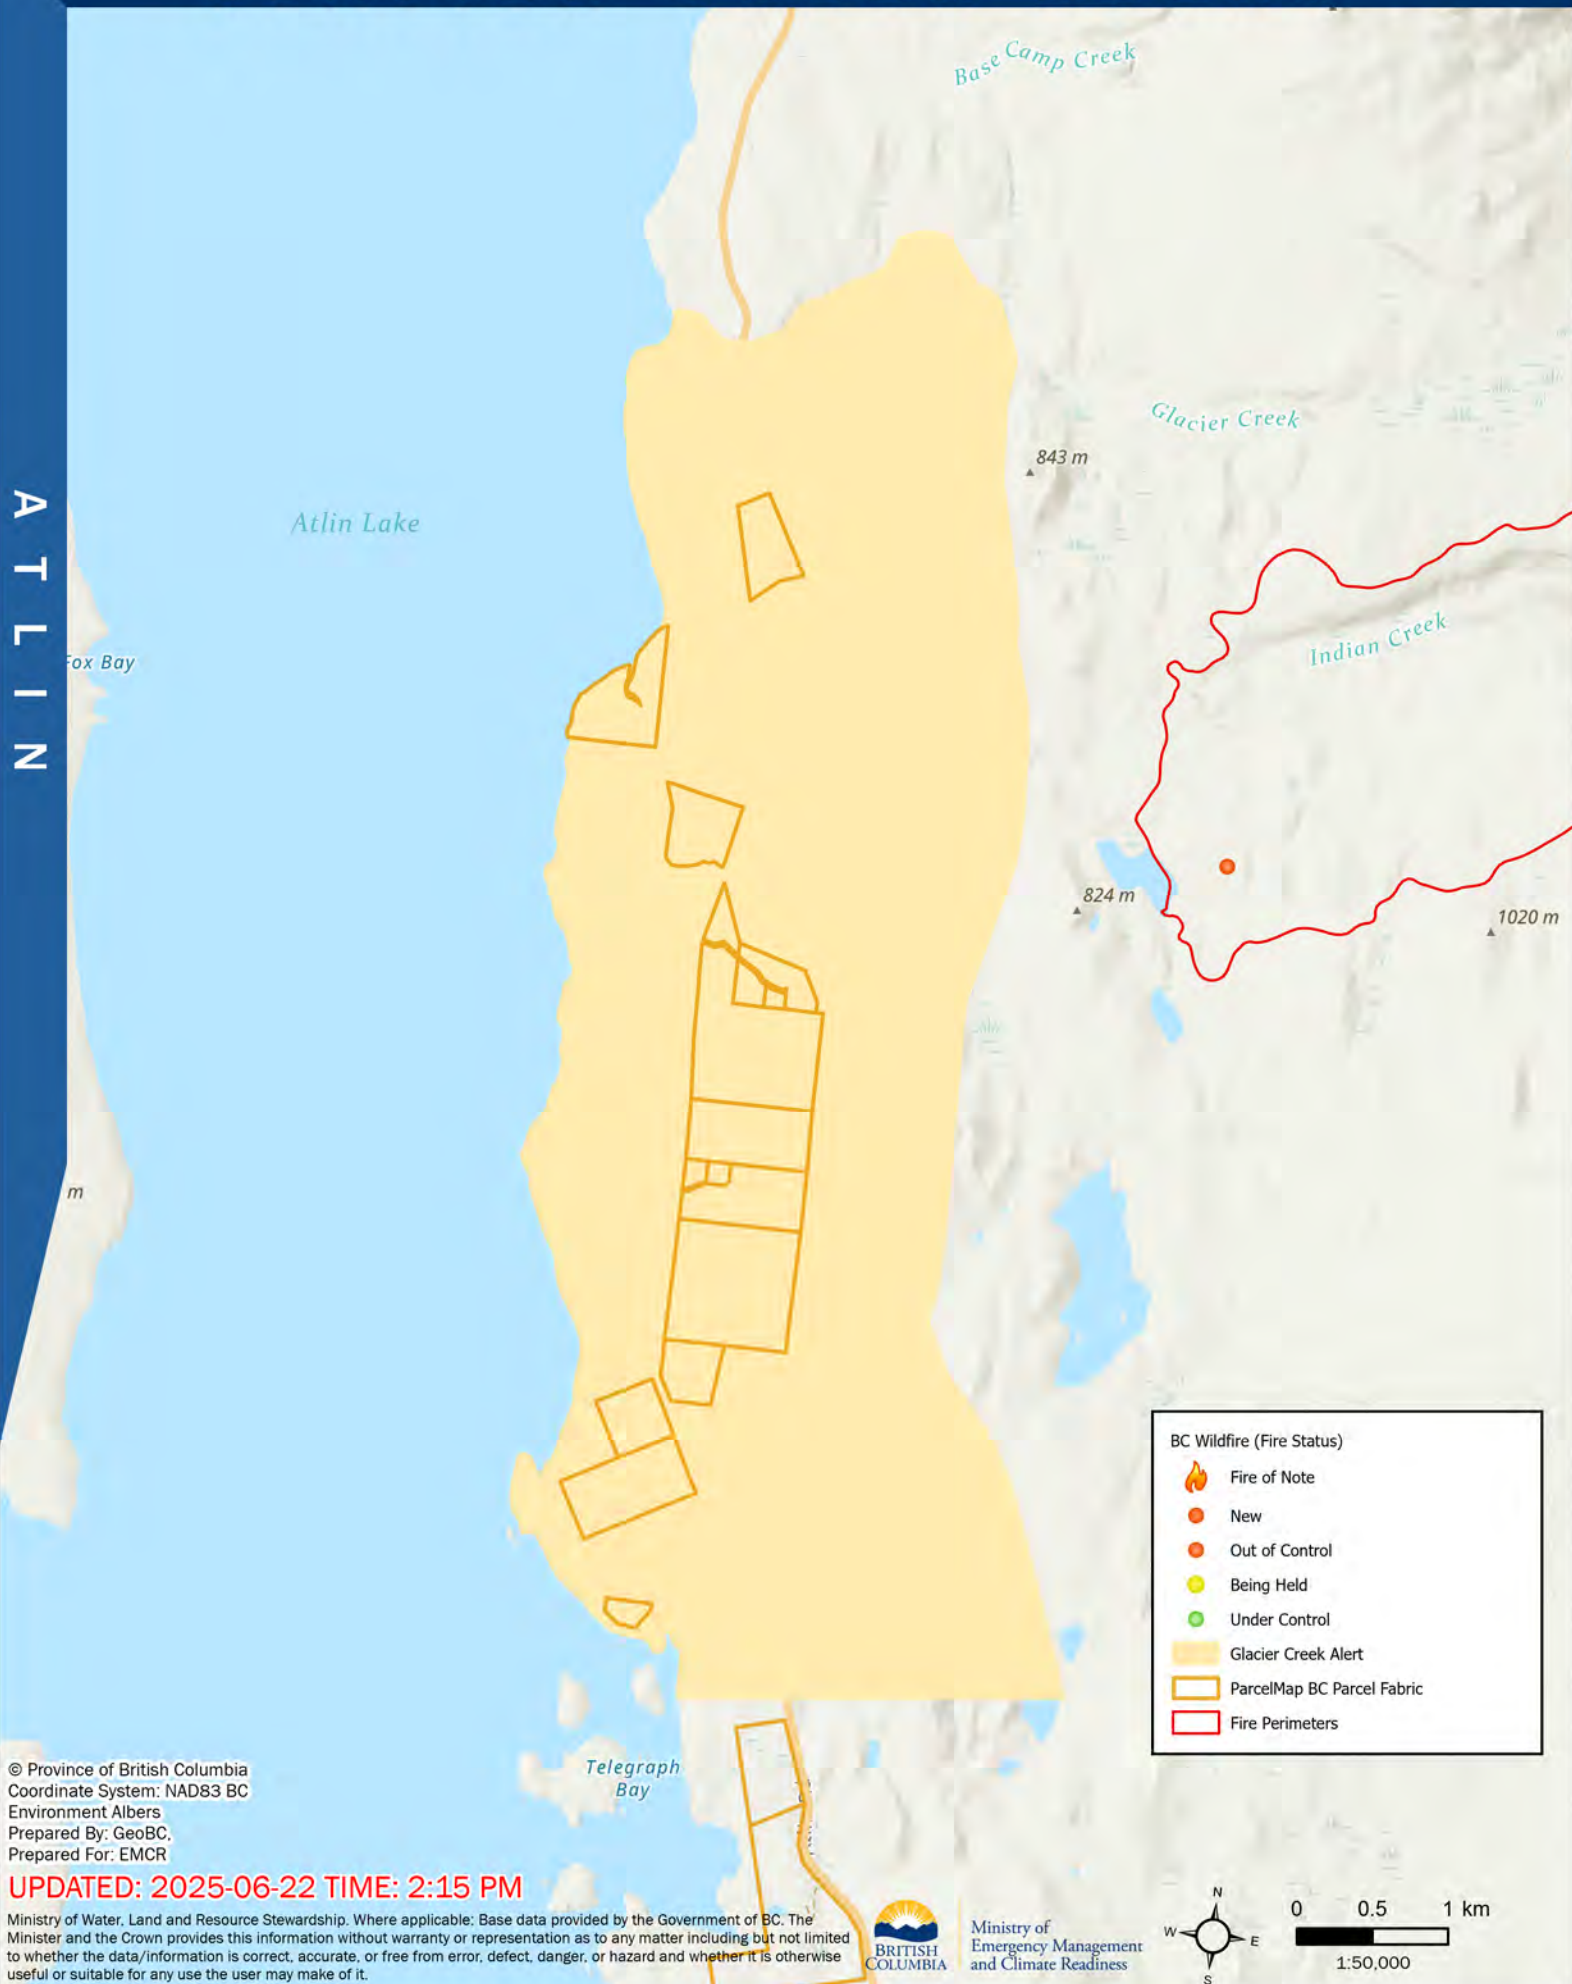 Base Camp Creek
Glacier Creek
843 m
Atlin Lake
ATLIN
Indian Creek
Fox Bay
824 m
1020 m
m
BC Wildfire (Fire Status)
Fire of Note
New
Out of Control
Being Held
Under Control
Glacier Creek Alert
ParcelMap BC Parcel Fabric
Fire Perimeters
Telegraph
Bay
© Province of British Columbia
Coordinate System: NAD83 BC
Environment Albers
Prepared By: GeoBC,
Prepared For: EMCR
UPDATED: 2025-06-22 TIME: 2:15 PM
Ministry of Water, Land and Resource Stewardship. Where applicable: Base data provided by the Government of BC. The
Minister and the Crown provides this information without warranty or representation as to any matter including but not limited
to whether the data/information is correct, accurate, or free from error, defect, danger, or hazard and whether it is otherwise
useful or suitable for any use the user may make of it.
BRITISH
COLUMBIA
Ministry of
Emergency Management
and Climate Readiness
N
W E
S
0 0.5 1 km
1:50,000